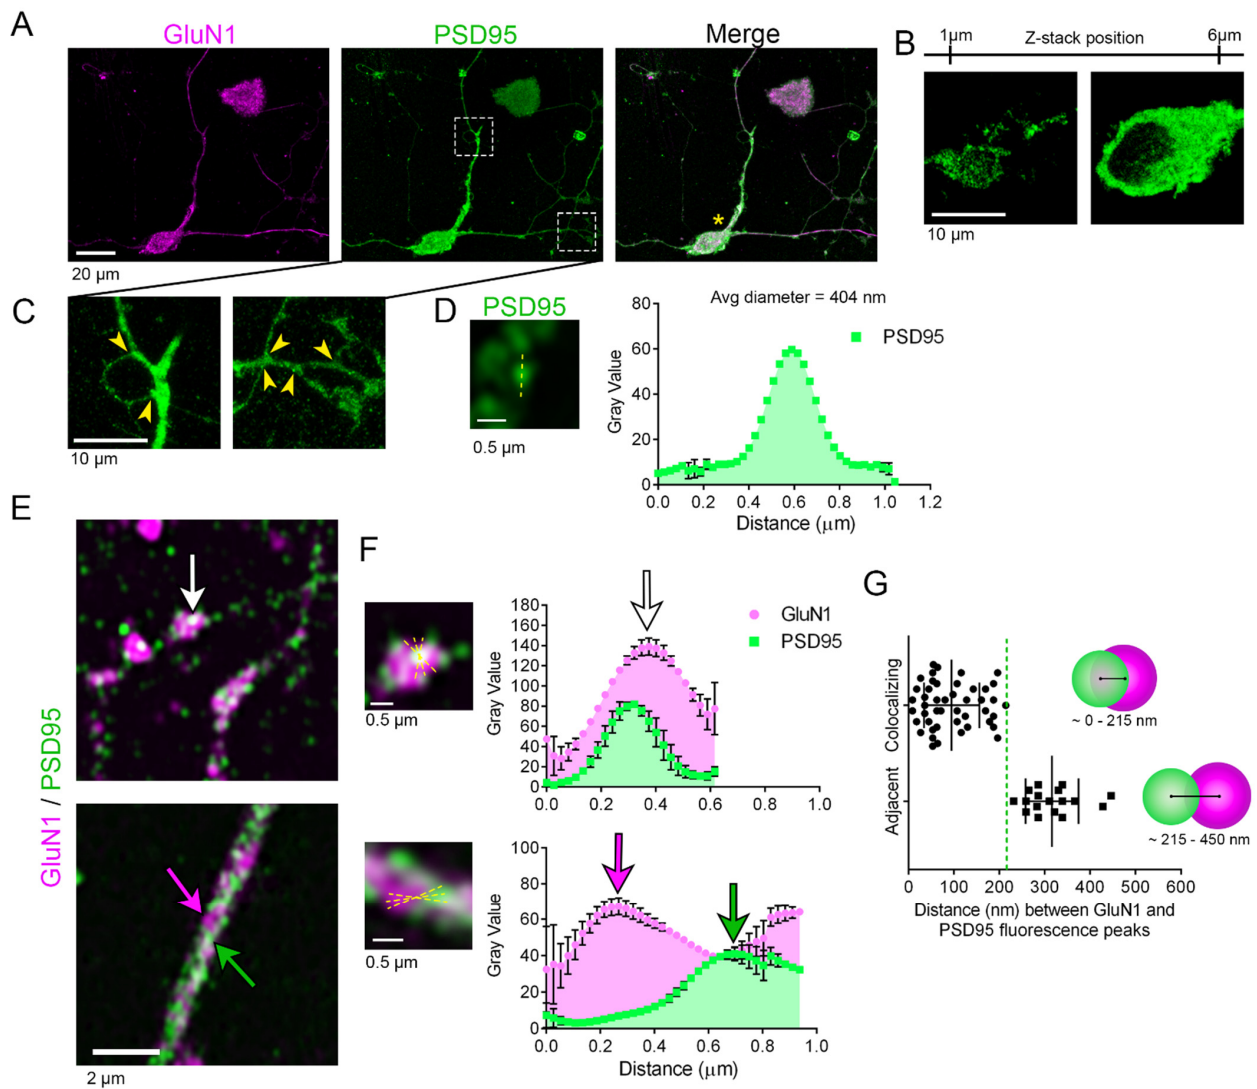 A
GluN1
PSD95
Merge
20 µm
*
B
1µm
Z-stack position
6µm
10 µm
C
10 µm
D
PSD95
0.5 µm
Avg diameter = 404 nm
PSD95
Gray Value
80
60
40
20
0
0.0 0.2 0.4 0.6 0.8 1.0 1.2
Distance (µm)
E
GluN1 / PSD95
2 µm
F
0.5 µm
GluN1
PSD95
Gray Value
180
160
140
120
100
80
60
40
20
0
0.0 0.2 0.4 0.6 0.8 1.0
0.5 µm
Gray Value
100
80
60
40
20
0
0.0 0.2 0.4 0.6 0.8 1.0
Distance (µm)
G
Colocalizing
Adjacent
~ 0 - 215 nm
~ 215 - 450 nm
0 100 200 300 400 500 600
Distance (nm) between GluN1 and
PSD95 fluorescence peaks